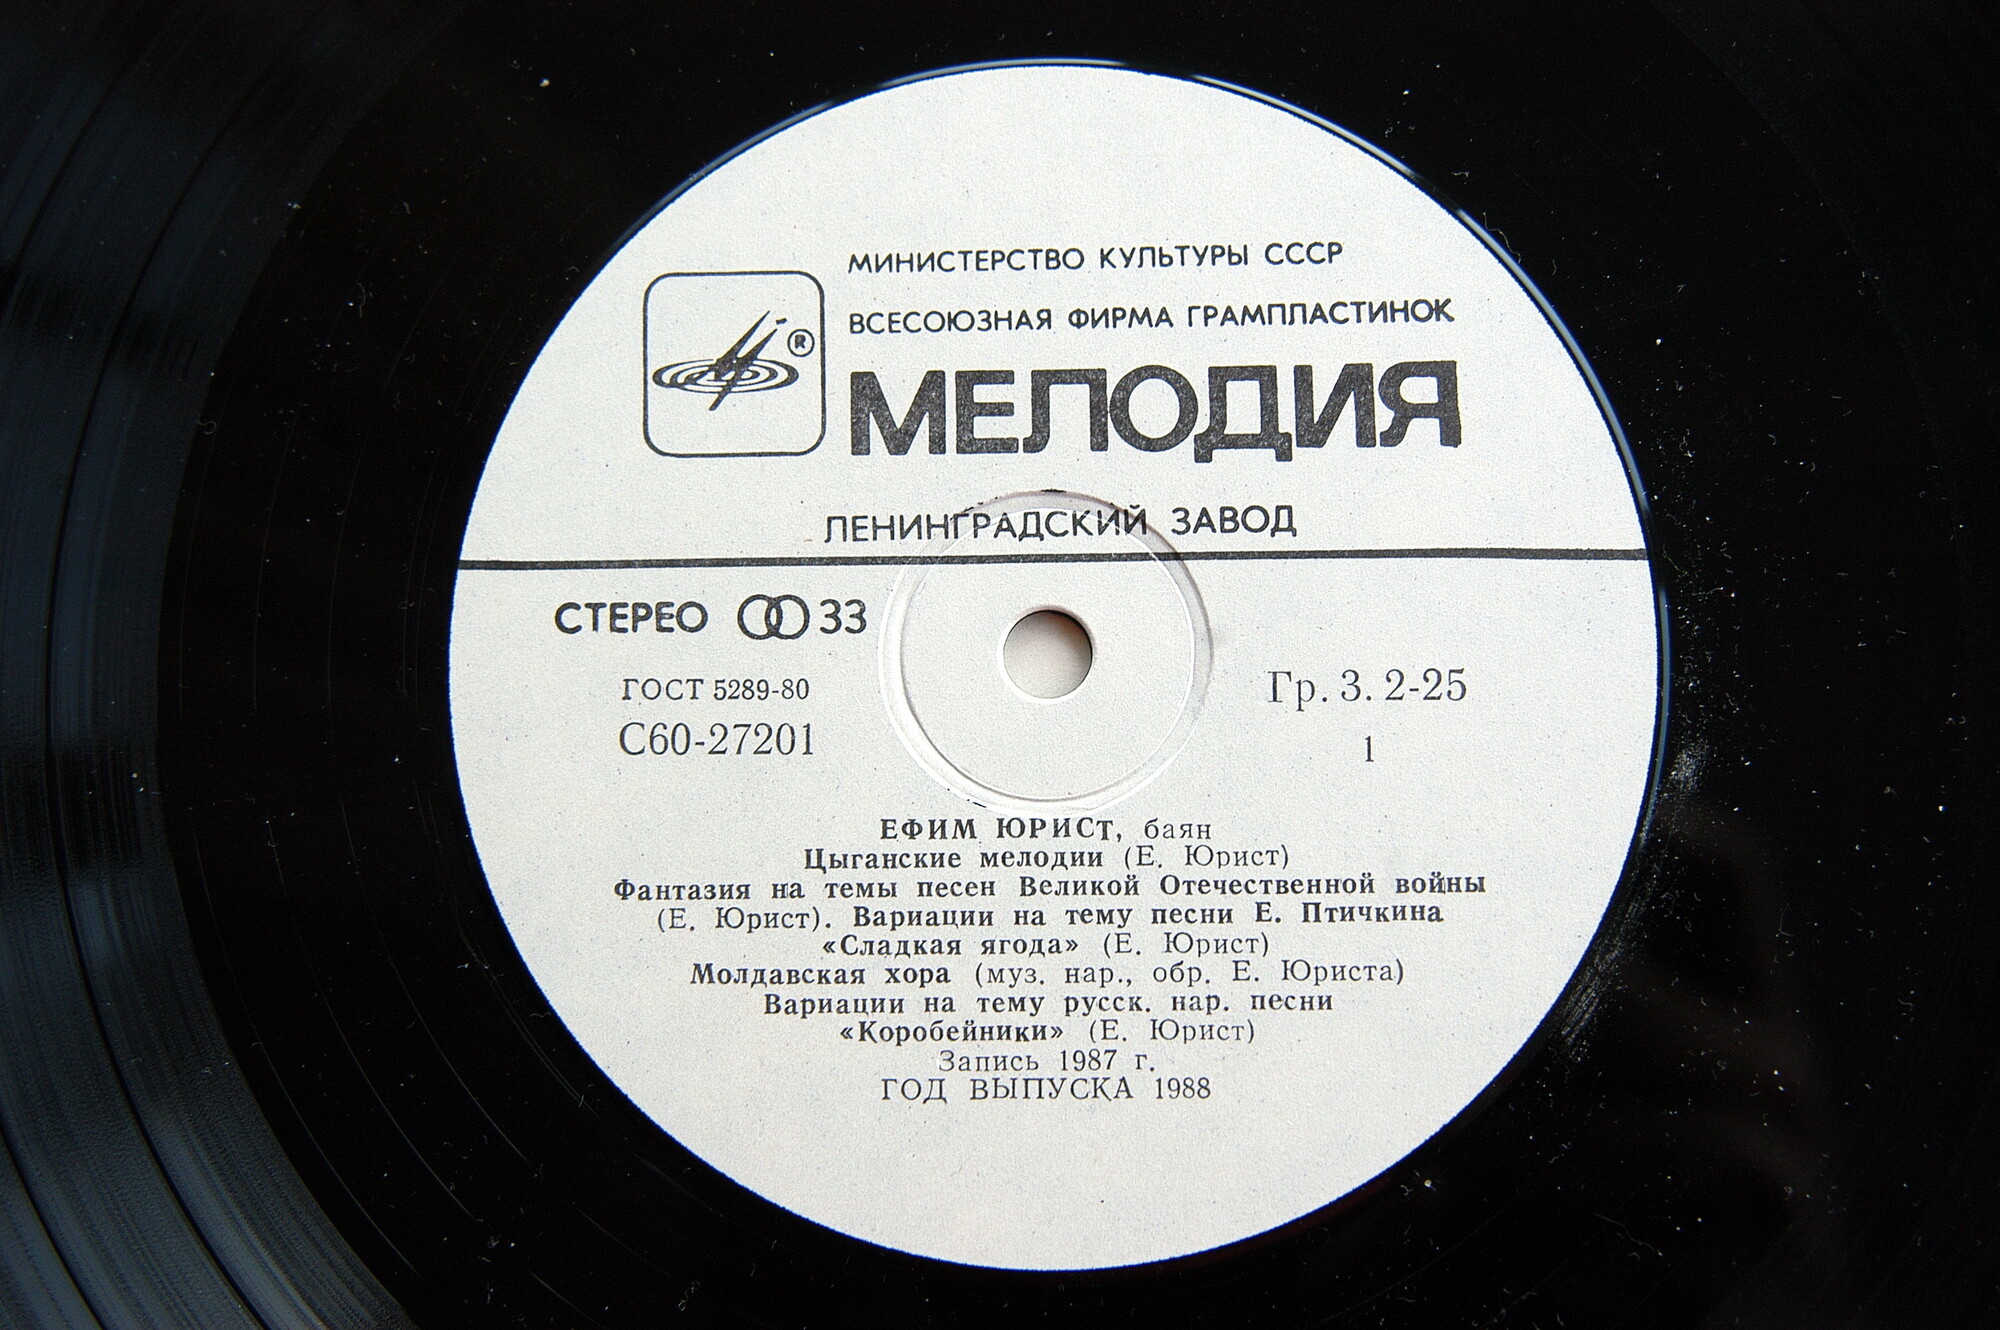 МИНИСТЕРСТВО КУЛЬТУРЫ СССР
ВСЕСОЮЗНАЯ ФИРМА ГРАМПЛАСТИНОК
®
МЕЛОДИЯ
ЛЕНИНГРАДСКИЙ ЗАВОД
СТЕРЕО 33
ГОСТ 5289-80
Гр. 3. 2-25
С60-27201
1
ЕФИМ ЮРИСТ, баян
Цыганские мелодии (Е. Юрист)
Фантазия на темы песен Великой Отечественной войны
(Е. Юрист). Вариации на тему песни Е. Птичкина
«Сладкая ягода» (Е. Юрист)
Молдавская хора (муз. нар., обр. Е. Юриста)
Вариации на тему русск. нар. песни
«Коробейники» (Е. Юрист)
Запись 1987 г.
ГОД ВЫПУСКА 1988